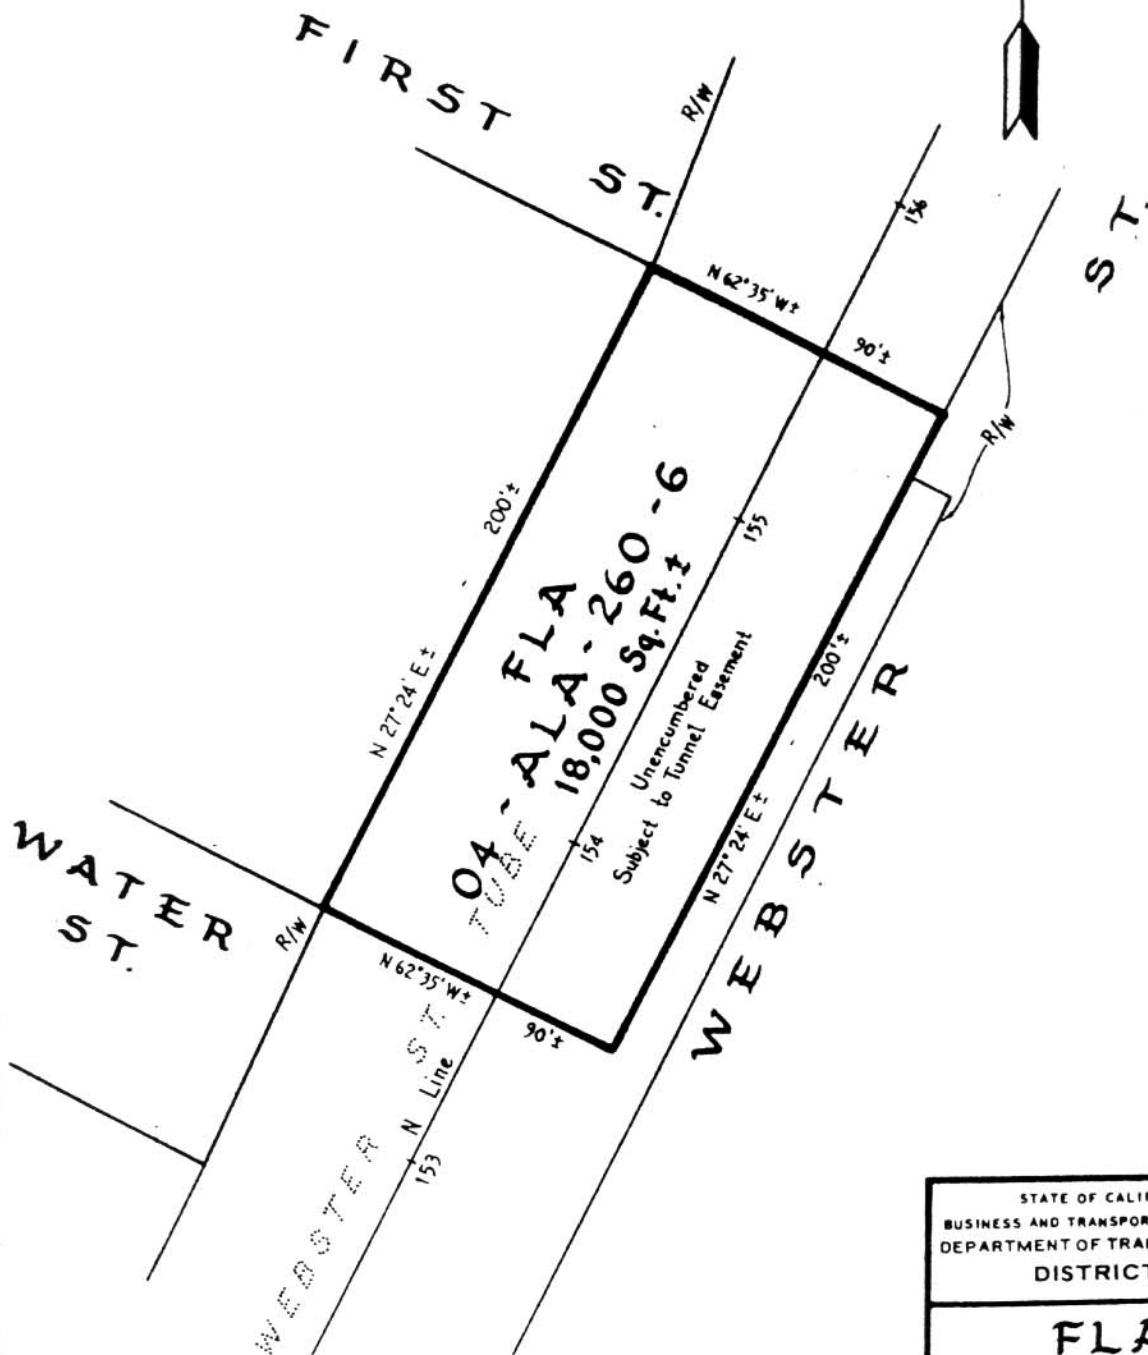 FIRST ST.
R/W
156
ST.
N 62°35' W±
90'±
R/W
200'±
155
FLA
04 - ALA - 260 - 6
18,000 Sq. Ft. ±
Unencumbered
Subject to Tunnel Easement
200'±
N 27°24' E ±
N 27°24' E ±
WEBSTER
154
TUBE
WATER
ST.
R/W
N 62°35' W±
90'±
ST.
N Line
153
WEBSTER
STATE OF CALI
BUSINESS AND TRANSPOR
DEPARTMENT OF TRA
DISTRICT
FLA